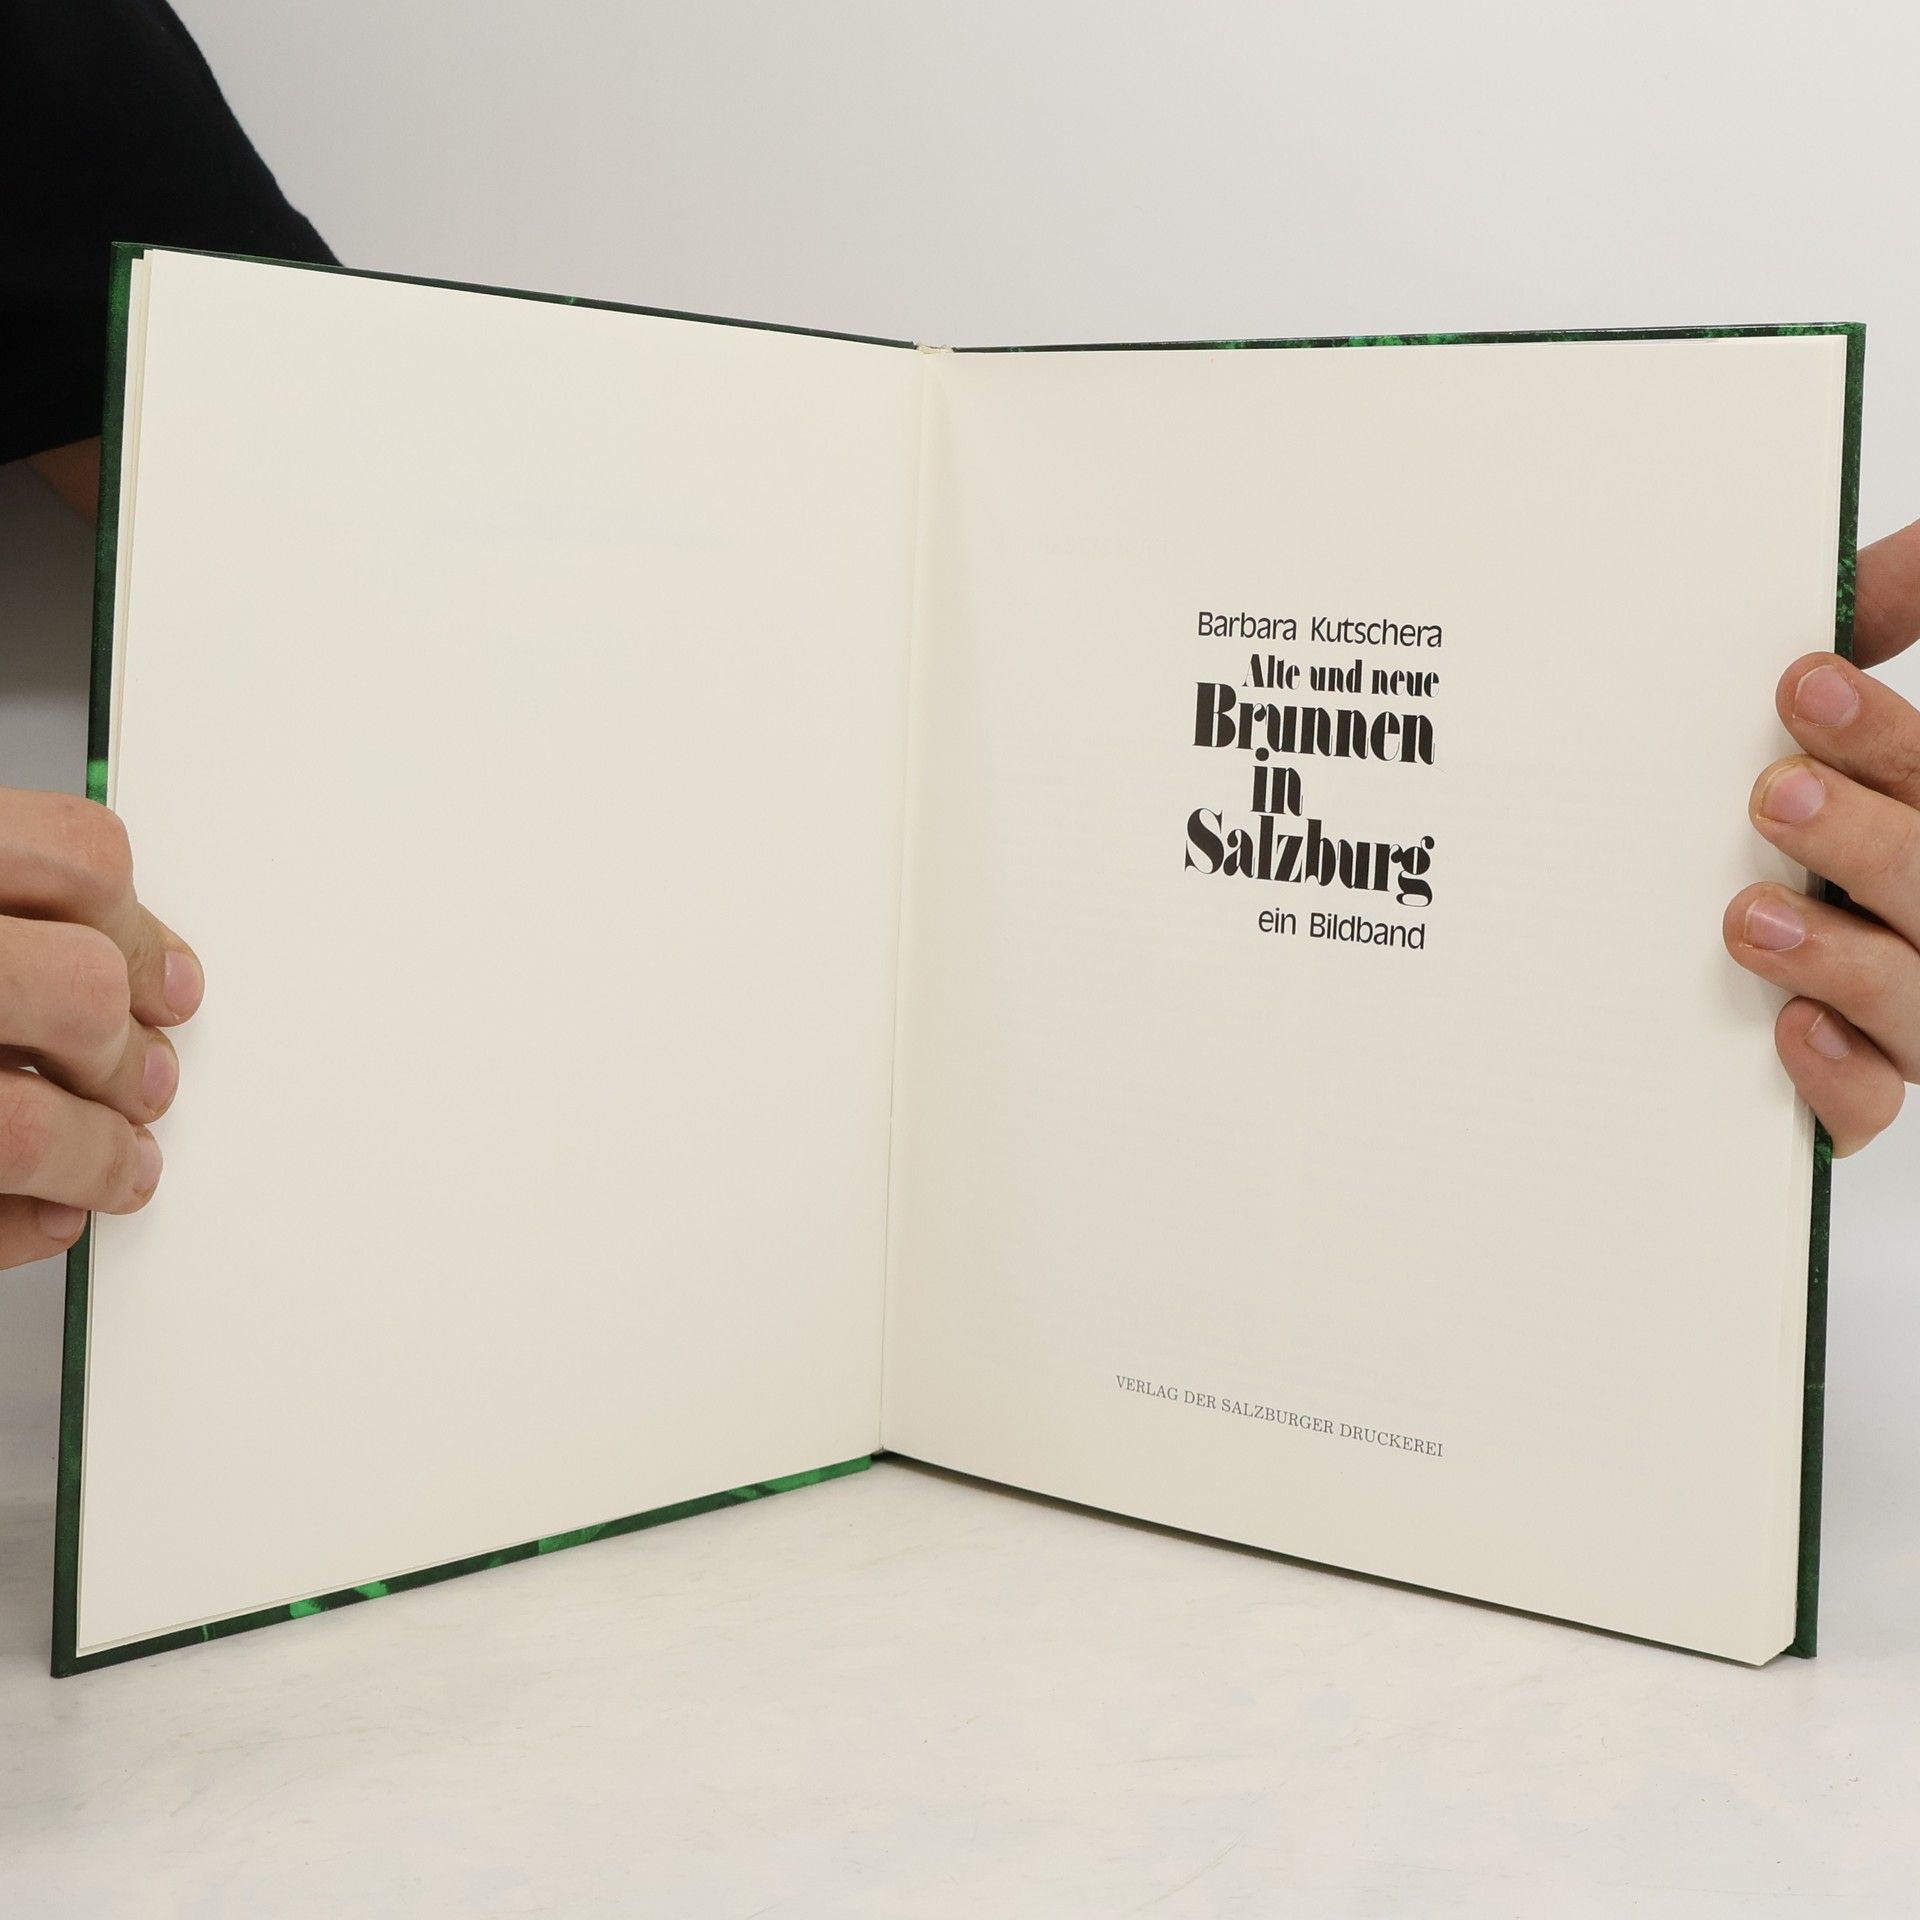 Barbara Kutschera
Alte und neue
Brunnen
in
Salzburg
ein Bildband
VERLAG DER SALZBURGER DRUCKEREI